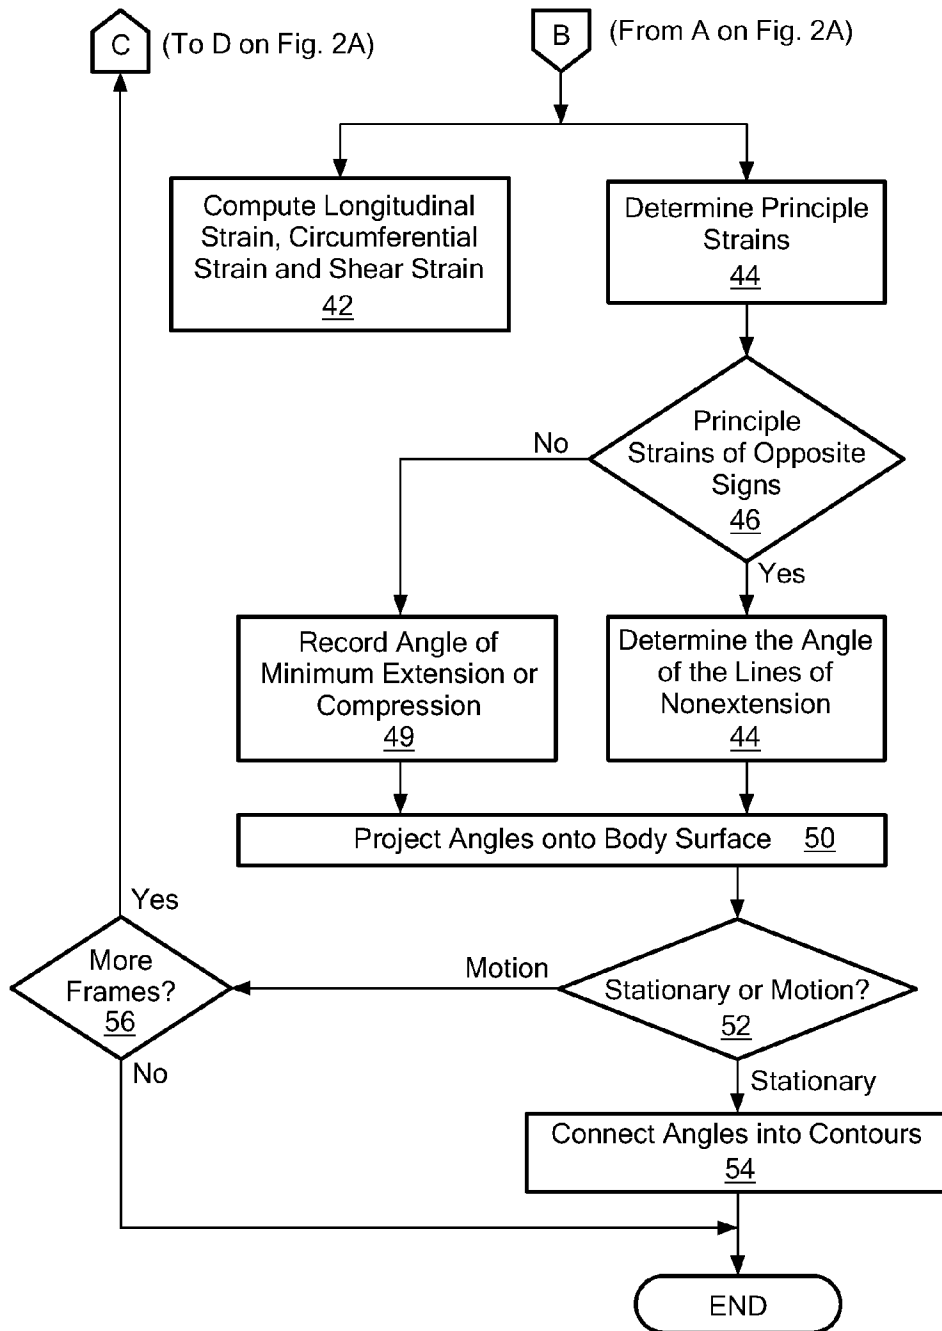 C
(To D on Fig. 2A)
B
(From A on Fig. 2A)
Compute Longitudinal
Strain, Circumferential
Strain and Shear Strain
42
Determine Principle
Strains
44
Principle
Strains of Opposite
Signs
46
No
Yes
Record Angle of
Minimum Extension or
Compression
49
Determine the Angle
of the Lines of
Nonextension
44
Project Angles onto Body Surface 50
Yes
More
Frames?
56
Motion
Stationary or Motion?
52
No
Stationary
Connect Angles into Contours
54
END